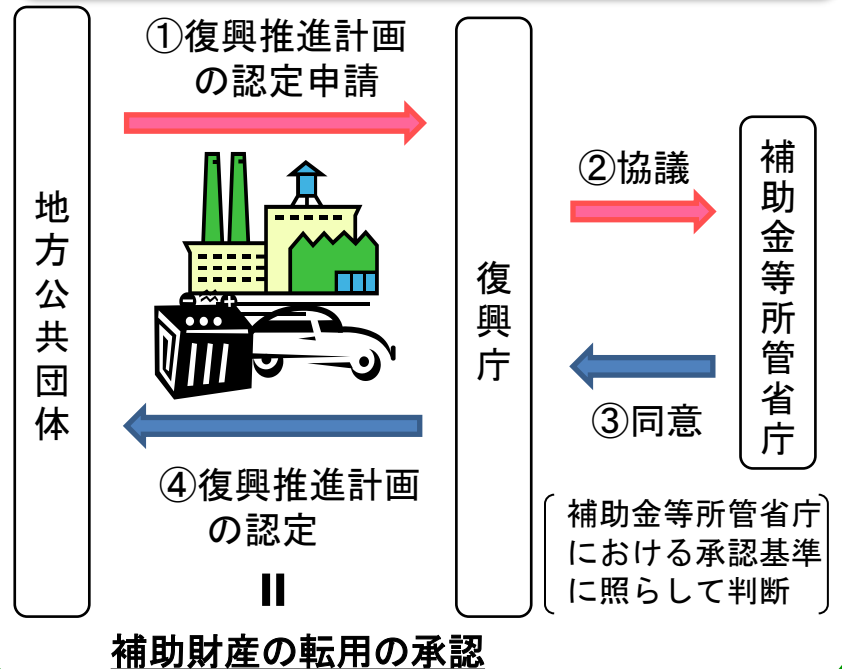 ①復興推進計画
の認定申請
地方公共団体
復興庁
②協議
補助金等所管省庁
③同意
④復興推進計画
の認定
補助金等所管省庁
における承認基準
に照らして判断
＝
補助財産の転用の承認